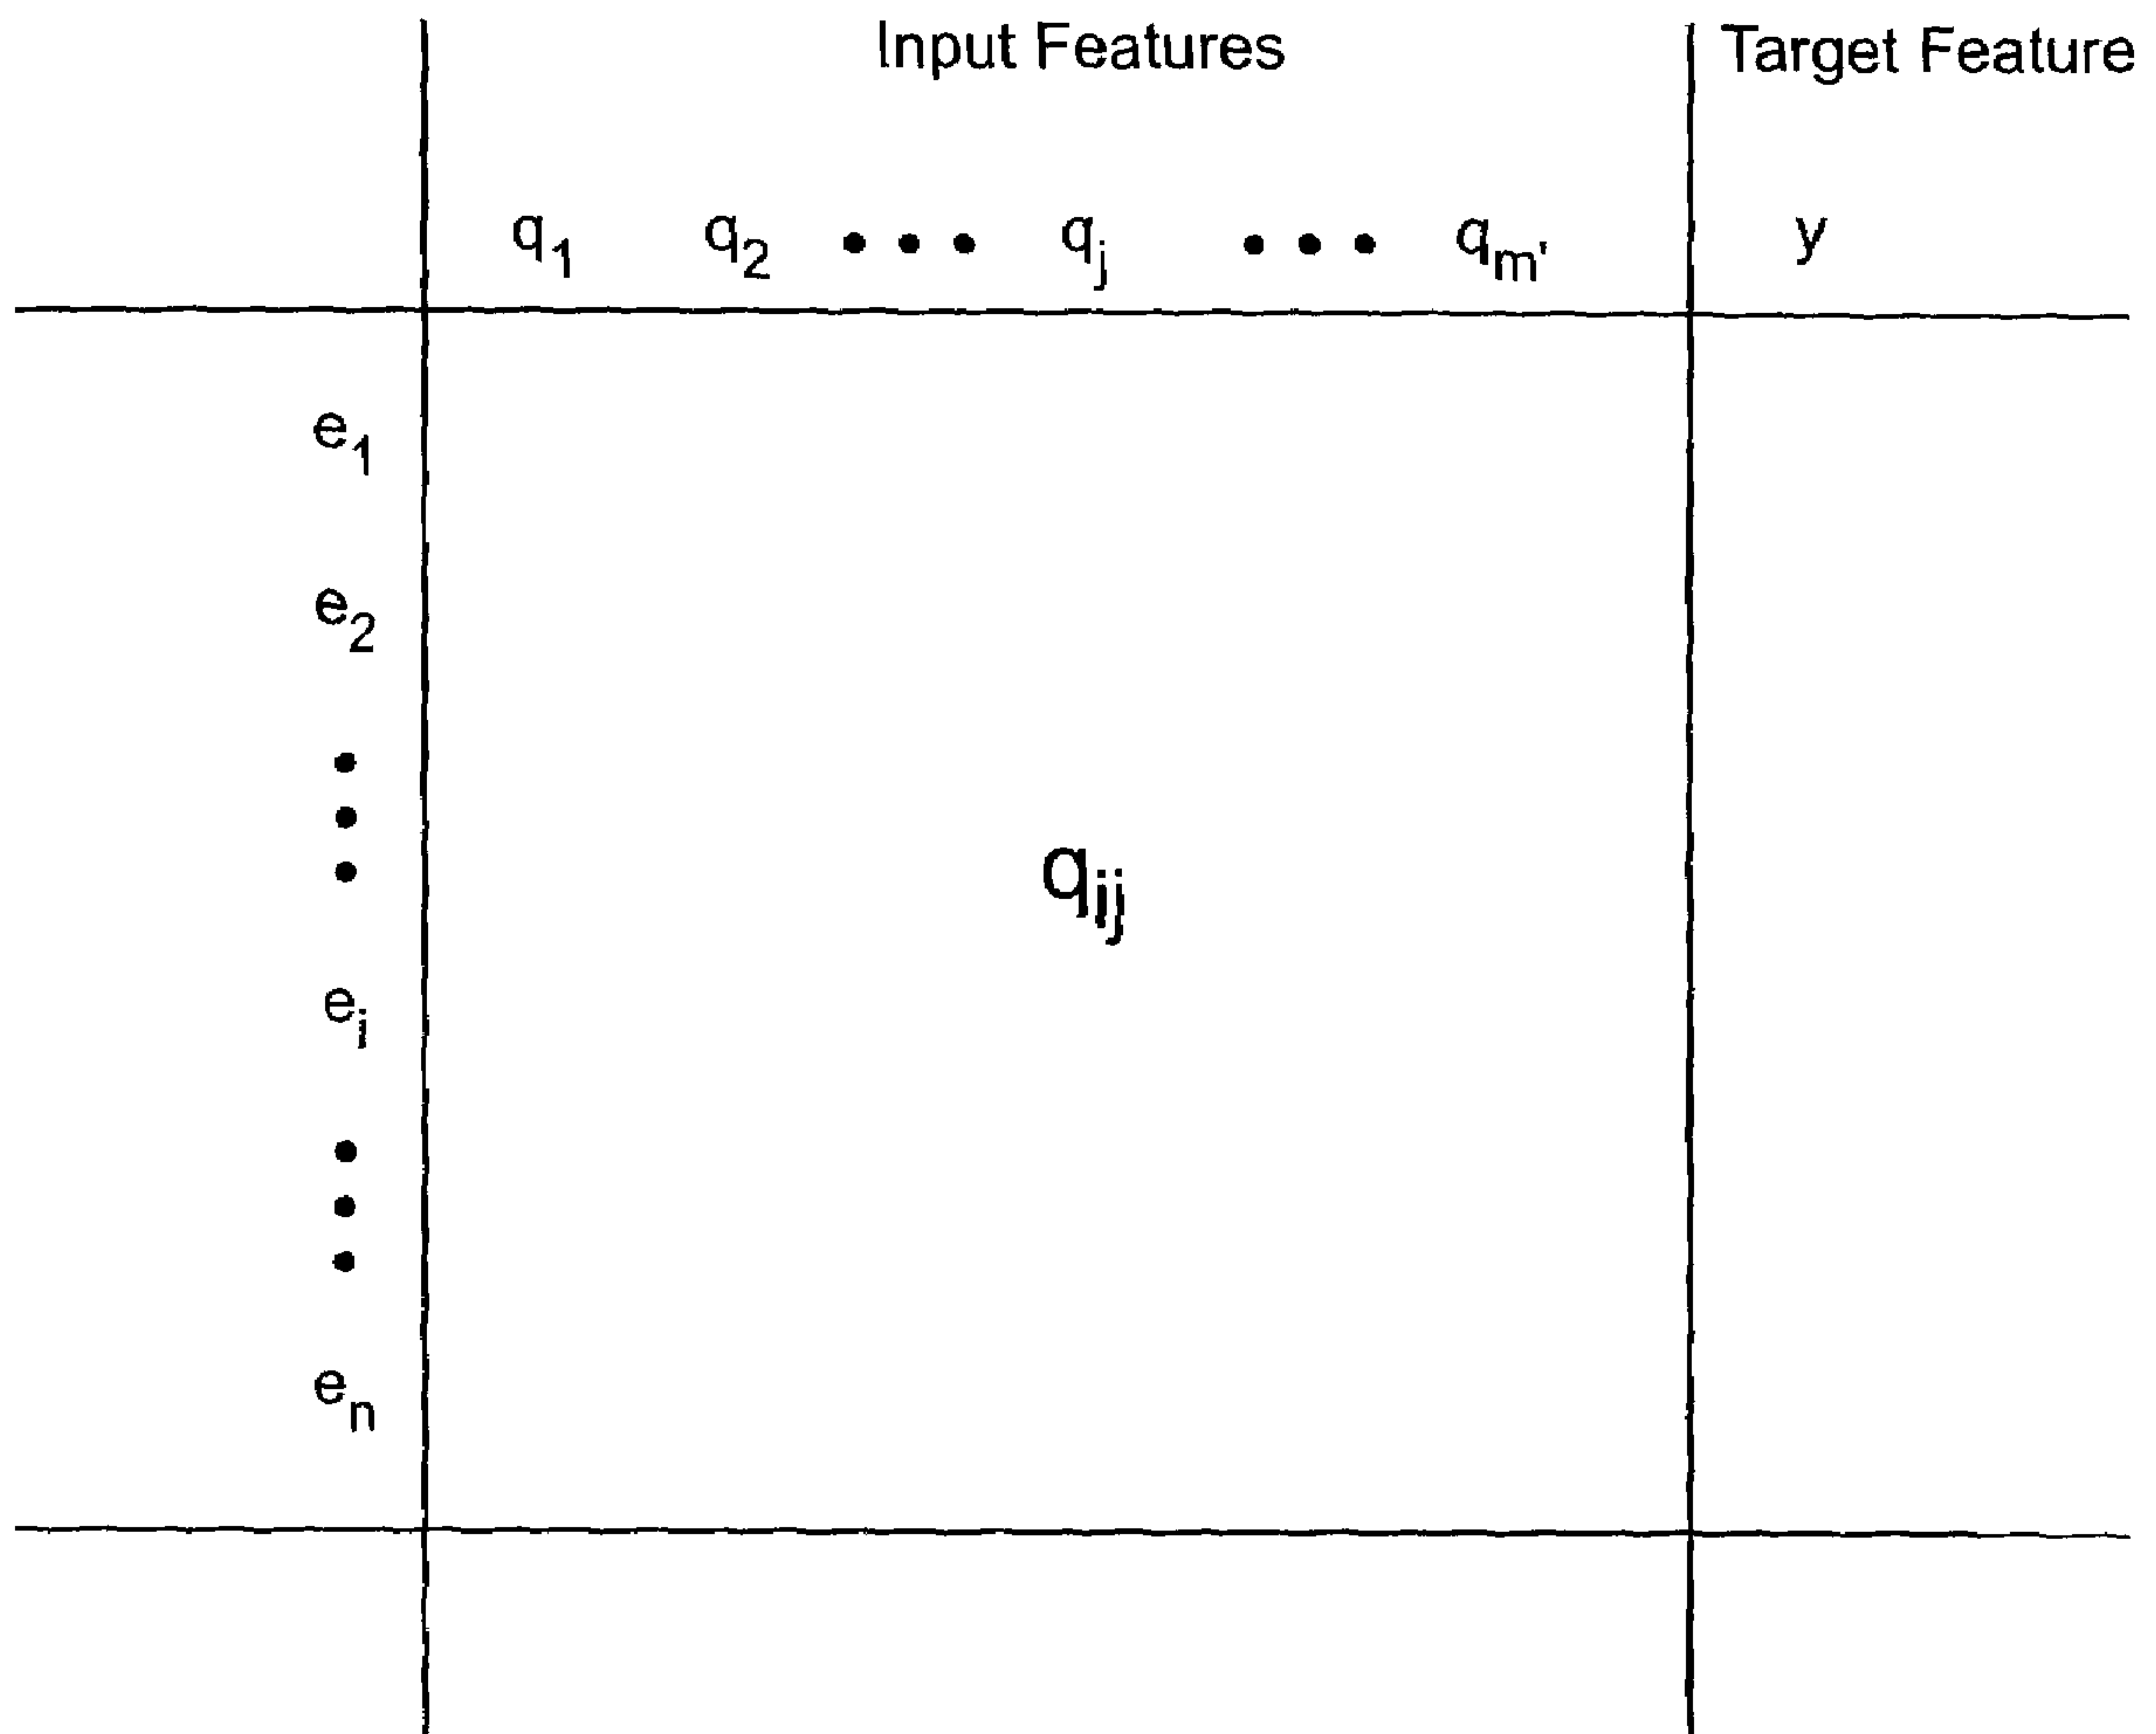 Input Features Target Feature
q1 q2 ••• qj ••• qm' y
e1
e2
•
•
•
qij
ei
•
•
•
en